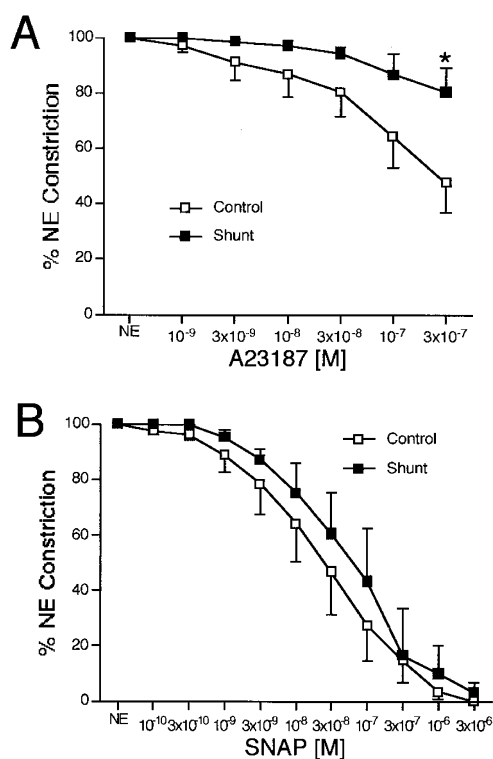 A
% NE Constriction
100
80
60
40
20
0
*
Control
Shunt
NE 10-9 3x10-9 10-8 3x10-8 10-7 3x10-7
A23187 [M]
B
% NE Constriction
100
80
60
40
20
0
Control
Shunt
NE 10-10 3x10-10 10-9 3x10-9 10-8 3x10-8 10-7 3x10-7 10-6 3x10-6
SNAP [M]